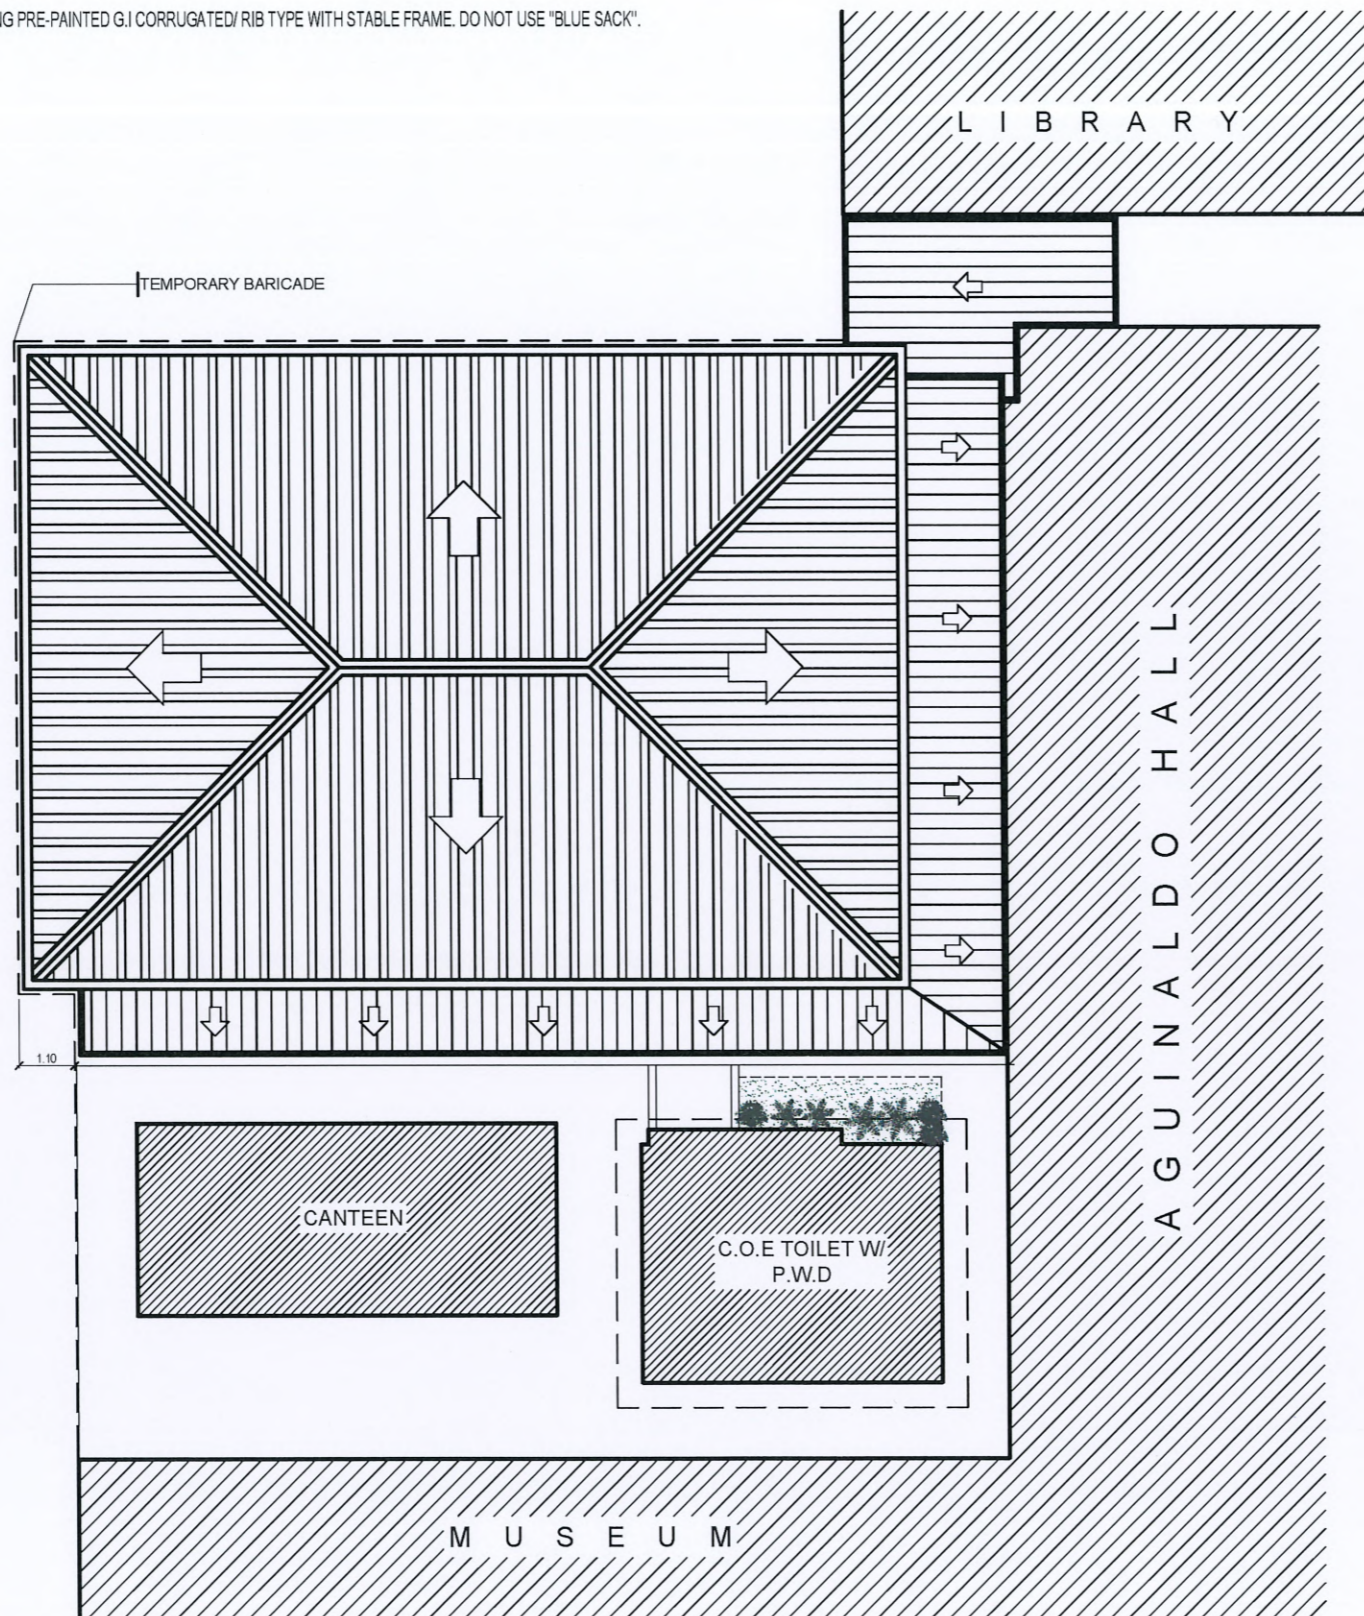 NG PRE-PAINTED G.I CORRUGATED/ RIB TYPE WITH STABLE FRAME. DO NOT USE "BLUE SACK".
LIBRARY
TEMPORARY BARICADE
AGUINALDO HALL
1.10
CANTEEN
C.O.E TOILET W/
P.W.D
MUSEUM